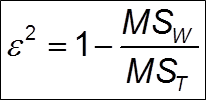 ε² = 1 − MS_W / MS_T